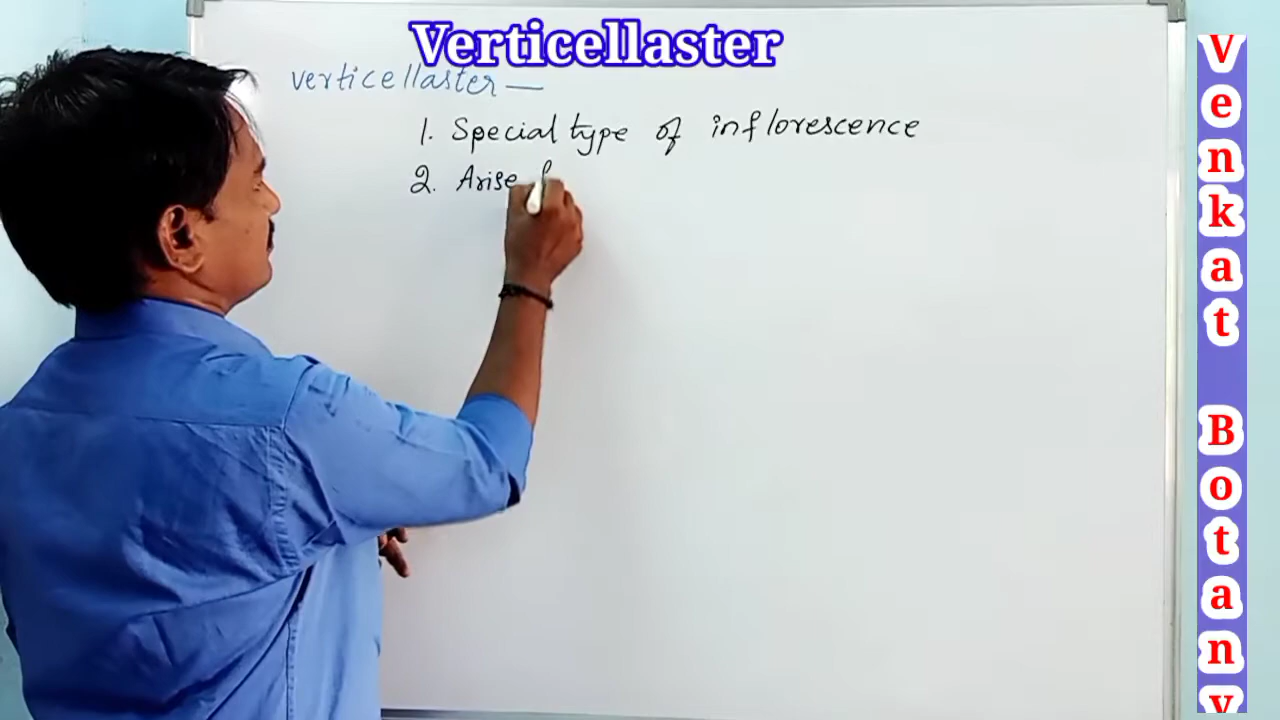 Verticellaster
verticellaster —
1. Special type of inflorescence
2. Arise f
Venkat Botany